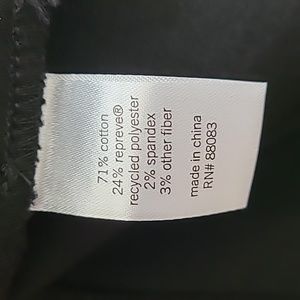 71% cotton
24% repreve®
recycled polyester
2% spandex
3% other fiber
made in china
RN# 88083